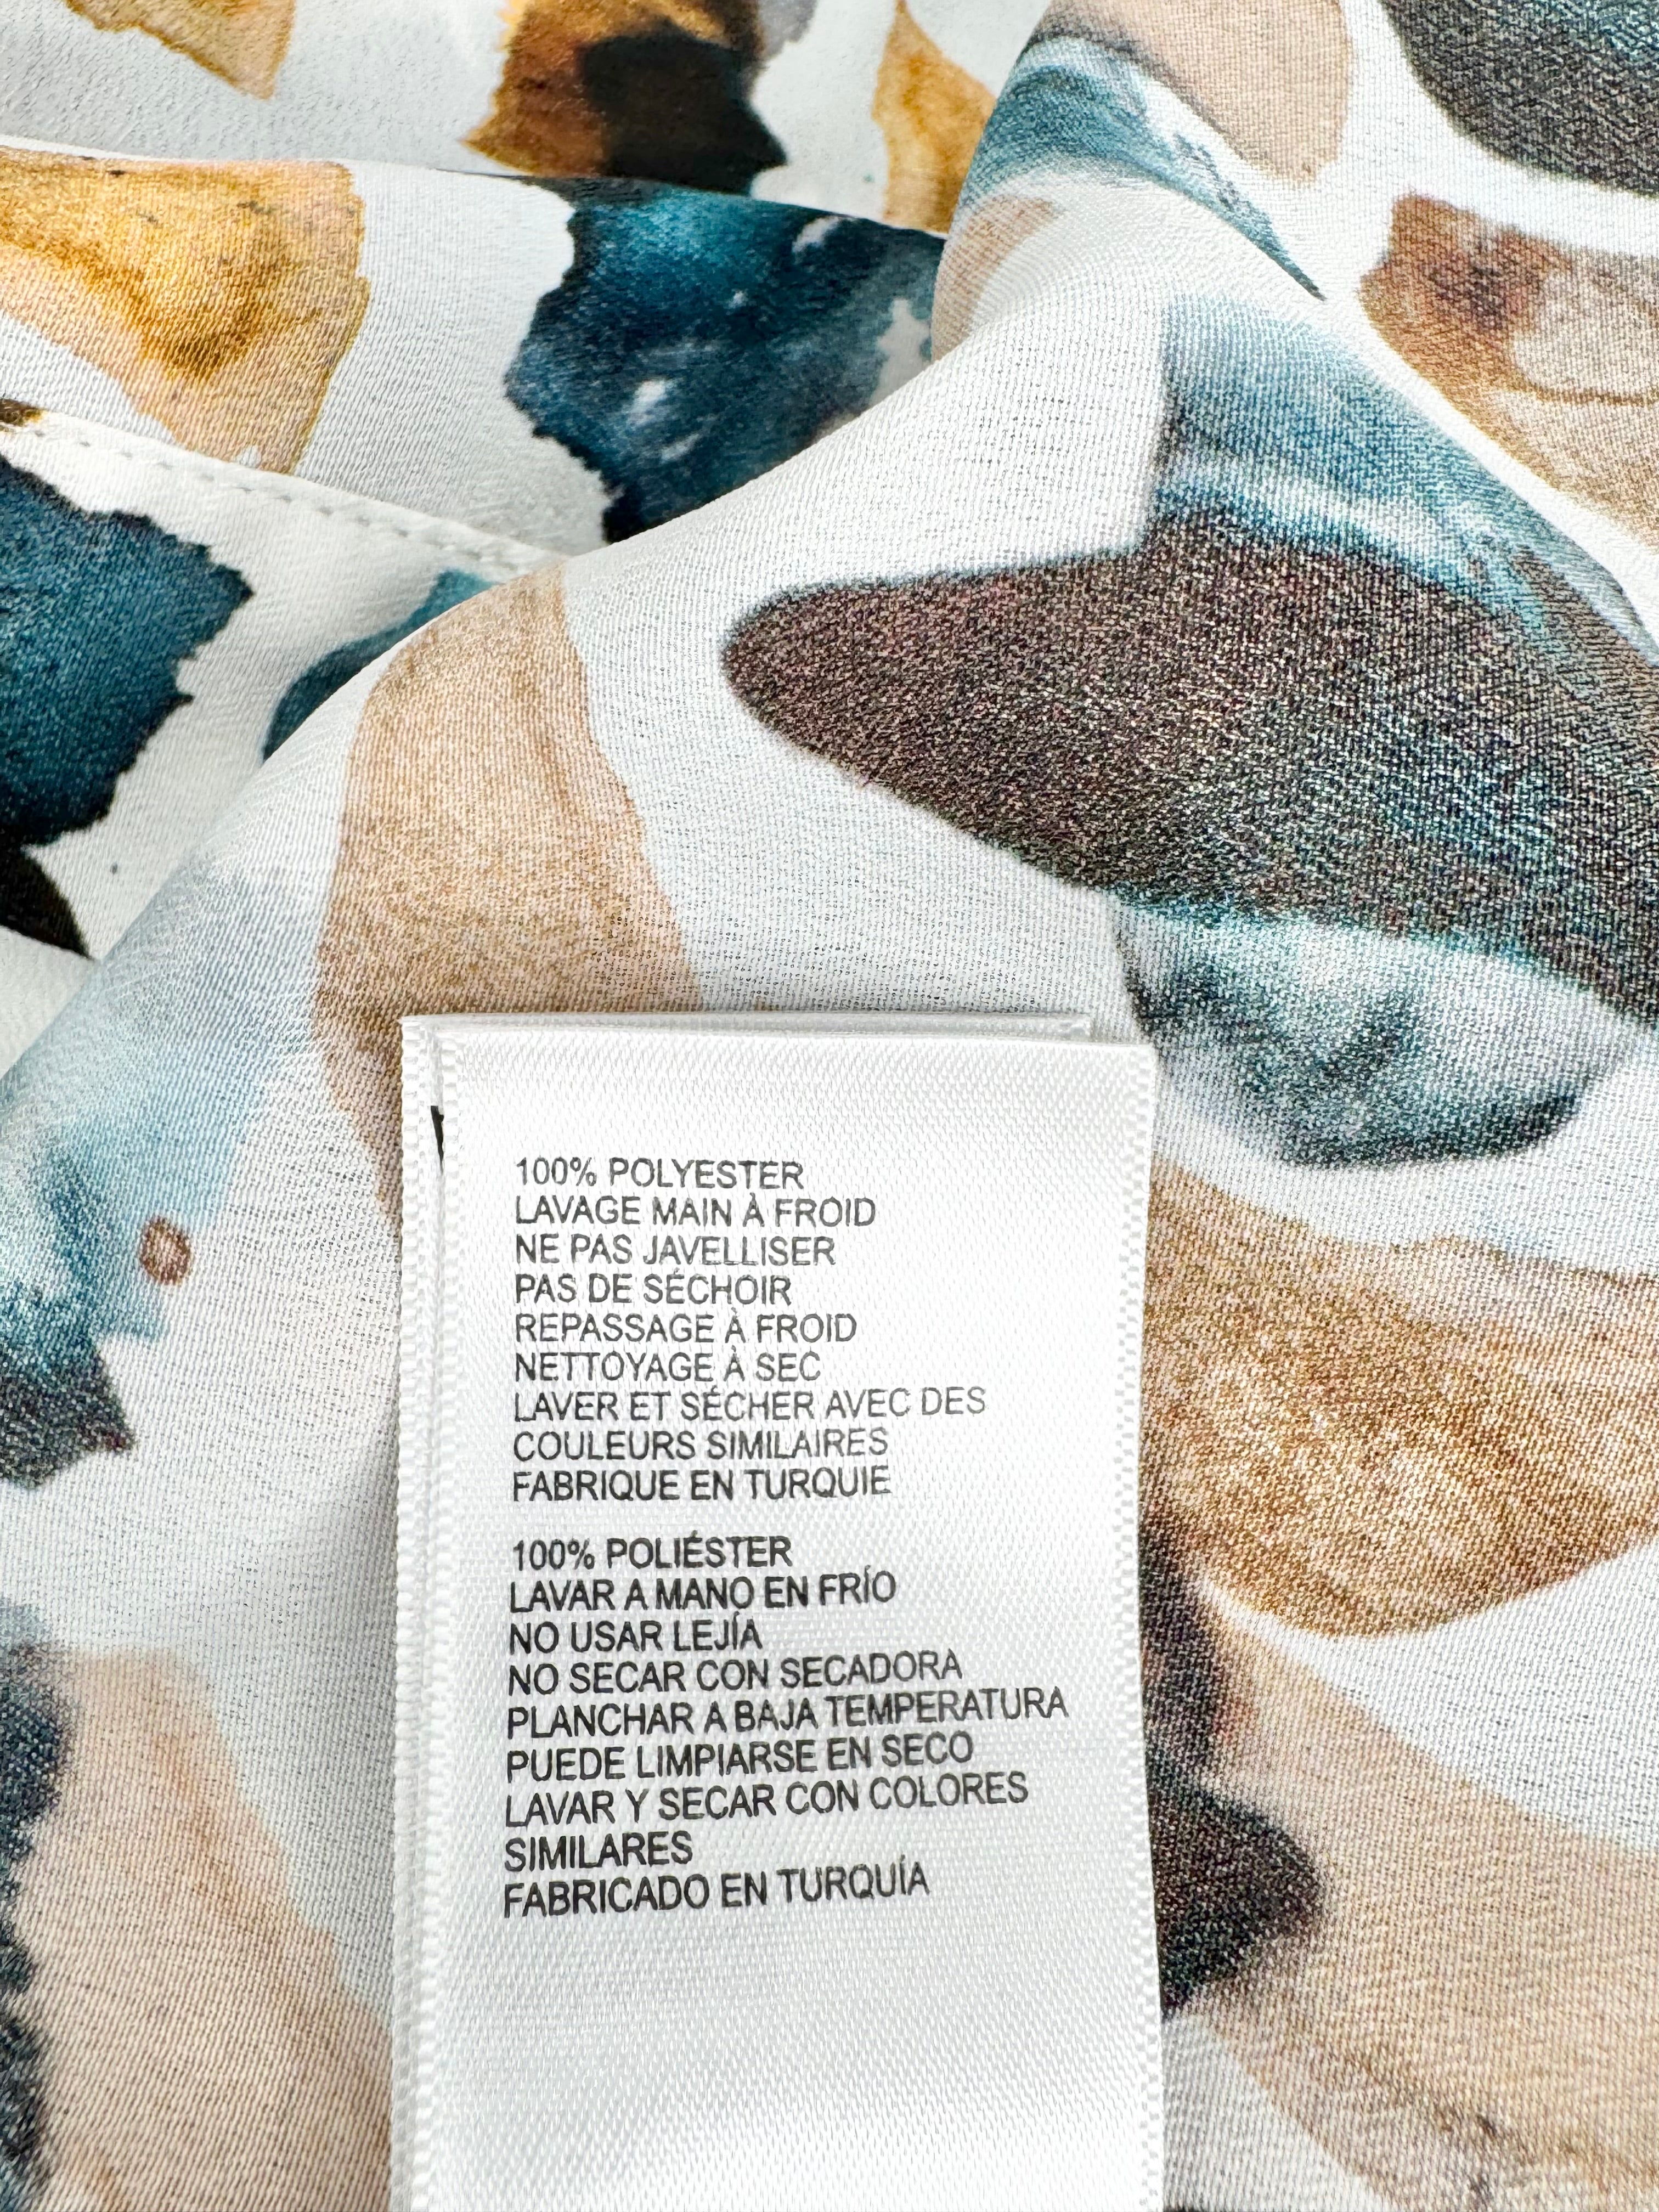 100% POLYESTER
LAVAGE MAIN À FROID
NE PAS JAVELLISER
PAS DE SÉCHOIR
REPASSAGE À FROID
NETTOYAGE À SEC
LAVER ET SÉCHER AVEC DES
COULEURS SIMILAIRES
FABRIQUE EN TURQUIE
100% POLIÉSTER
LAVAR A MANO EN FRÍO
NO USAR LEJÍA
NO SECAR CON SECADORA
PLANCHAR A BAJA TEMPERATURA
PUEDE LIMPIARSE EN SECO
LAVAR Y SECAR CON COLORES
SIMILARES
FABRICADO EN TURQUÍA